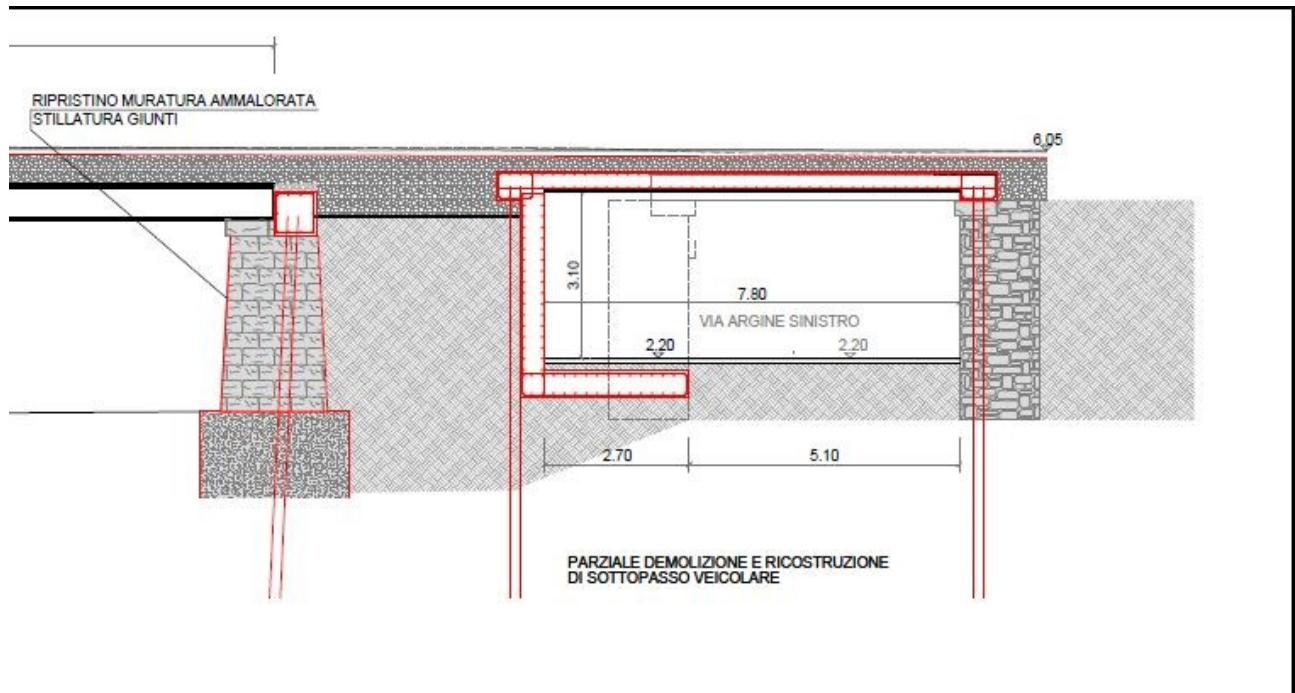 RIPRISTINO MURATURA AMMALORATA
STILLATURA GIUNTI
6,05
3.10
7.80
VIA ARGINE SINISTRO
2,20
2,20
2.70
5.10
PARZIALE DEMOLIZIONE E RICOSTRUZIONE
DI SOTTOPASSO VEICOLARE